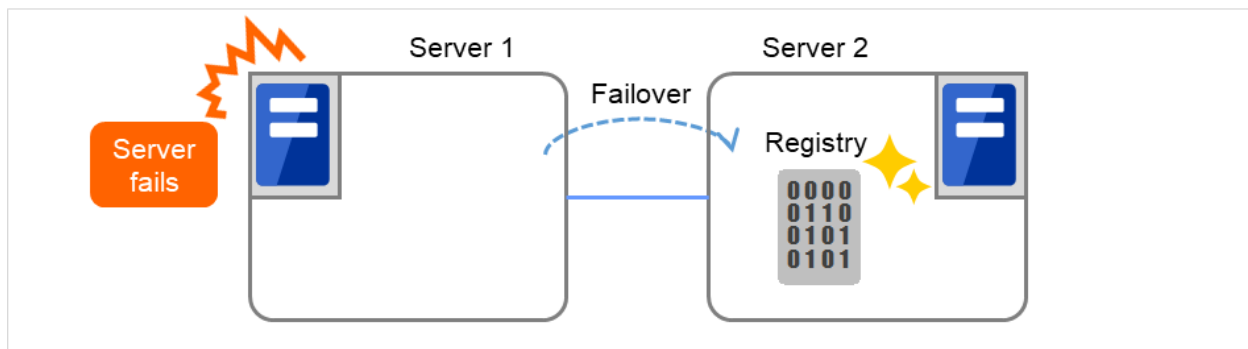 Server 1
Server 2
Failover
Server
fails
Registry
0000
0110
0101
0101